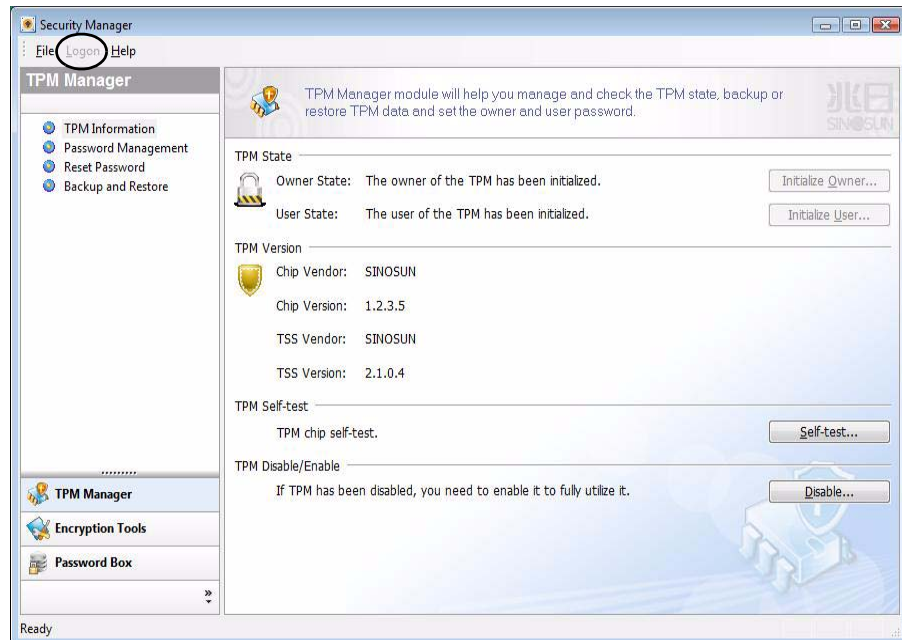 Security Manager
File Logon Help
TPM Manager
TPM Information
Password Management
Reset Password
Backup and Restore
TPM Manager
Encryption Tools
Password Box
»
TPM Manager module will help you manage and check the TPM state, backup or
restore TPM data and set the owner and user password.
兆日
SINOSUN
TPM State
Owner State: The owner of the TPM has been initialized. Initialize Owner...
User State: The user of the TPM has been initialized. Initialize User...
TPM Version
Chip Vendor: SINOSUN
Chip Version: 1.2.3.5
TSS Vendor: SINOSUN
TSS Version: 2.1.0.4
TPM Self-test
TPM chip self-test. Self-test...
TPM Disable/Enable
If TPM has been disabled, you need to enable it to fully utilize it. Disable...
Ready